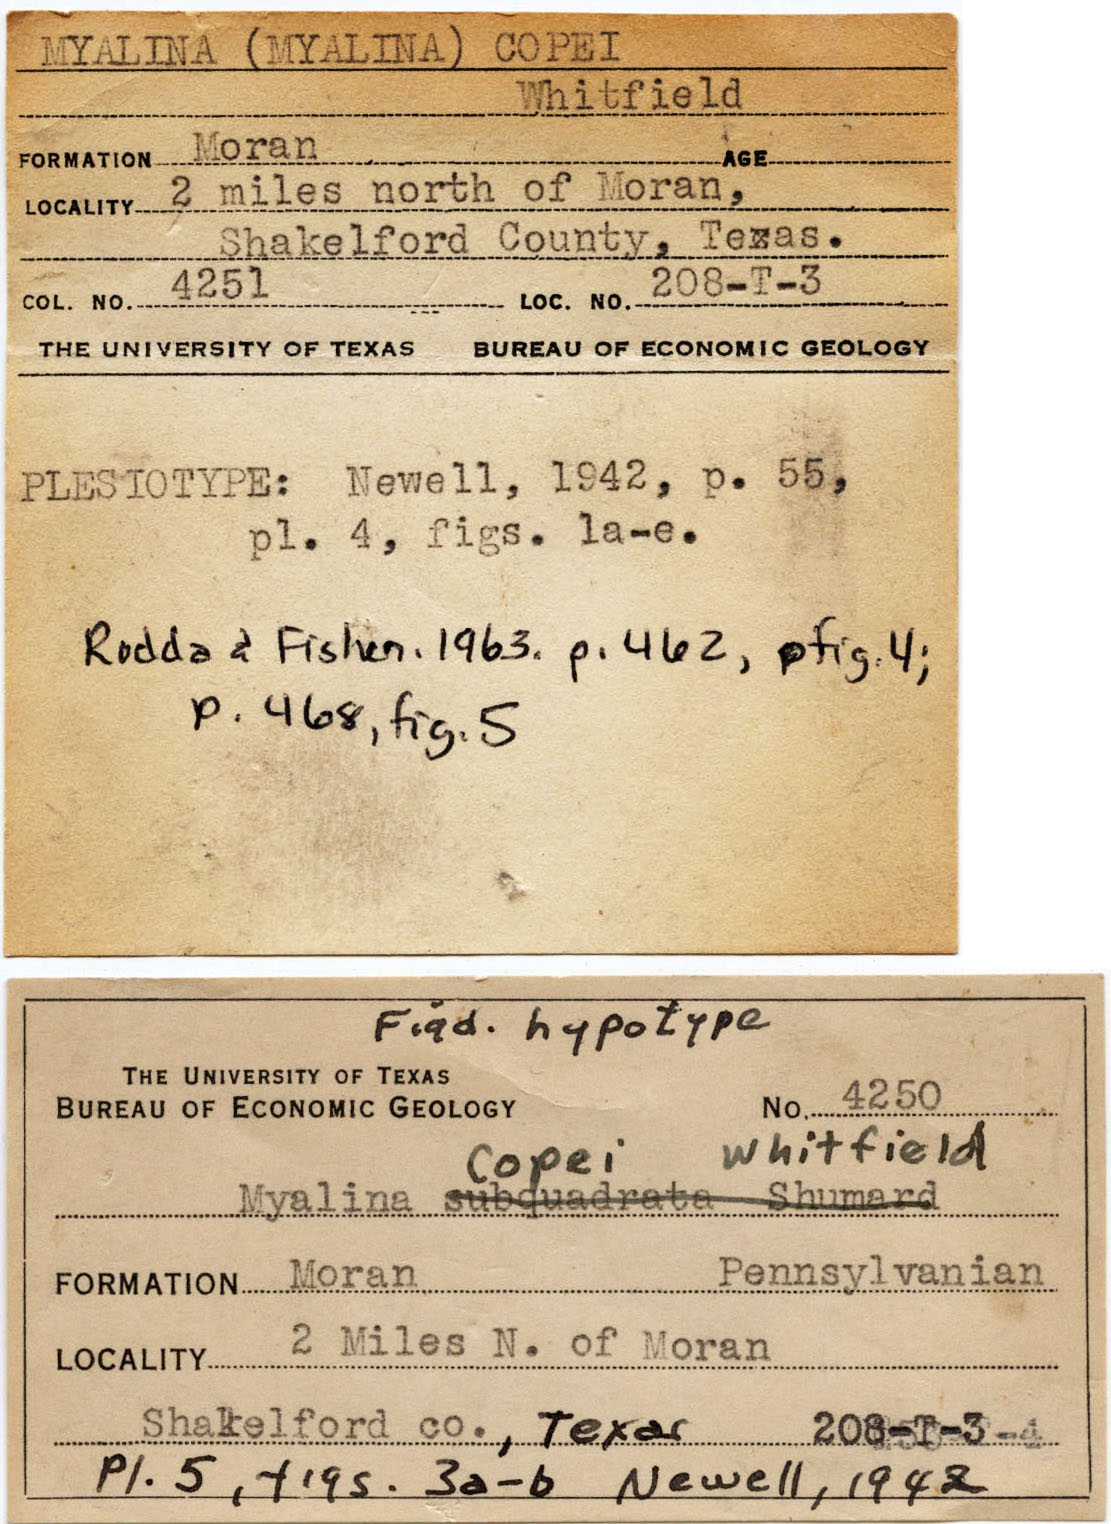 MYALINA (MYALINA) COPEI
Whitfield
FORMATION Moran AGE
LOCALITY 2 miles north of Moran,
Shakelford County, Texas.
COL. NO. 4251 LOC. NO. 208-T-3
THE UNIVERSITY OF TEXAS BUREAU OF ECONOMIC GEOLOGY
PLESIOTYPE: Newell, 1942, p. 55,
pl. 4, figs. 1a-e.
Rodda & Fisher. 1963. p. 462, fig. 4;
p. 468, fig. 5
Figd. hypotype
THE UNIVERSITY OF TEXAS
BUREAU OF ECONOMIC GEOLOGY No. 4250
Copei Whitfield
Myalina subquadrata Shumard
FORMATION Moran Pennsylvanian
LOCALITY 2 Miles N. of Moran
Shakelford co., Texas 208-T-3
Pl. 5, figs. 3a-b Newell, 1942